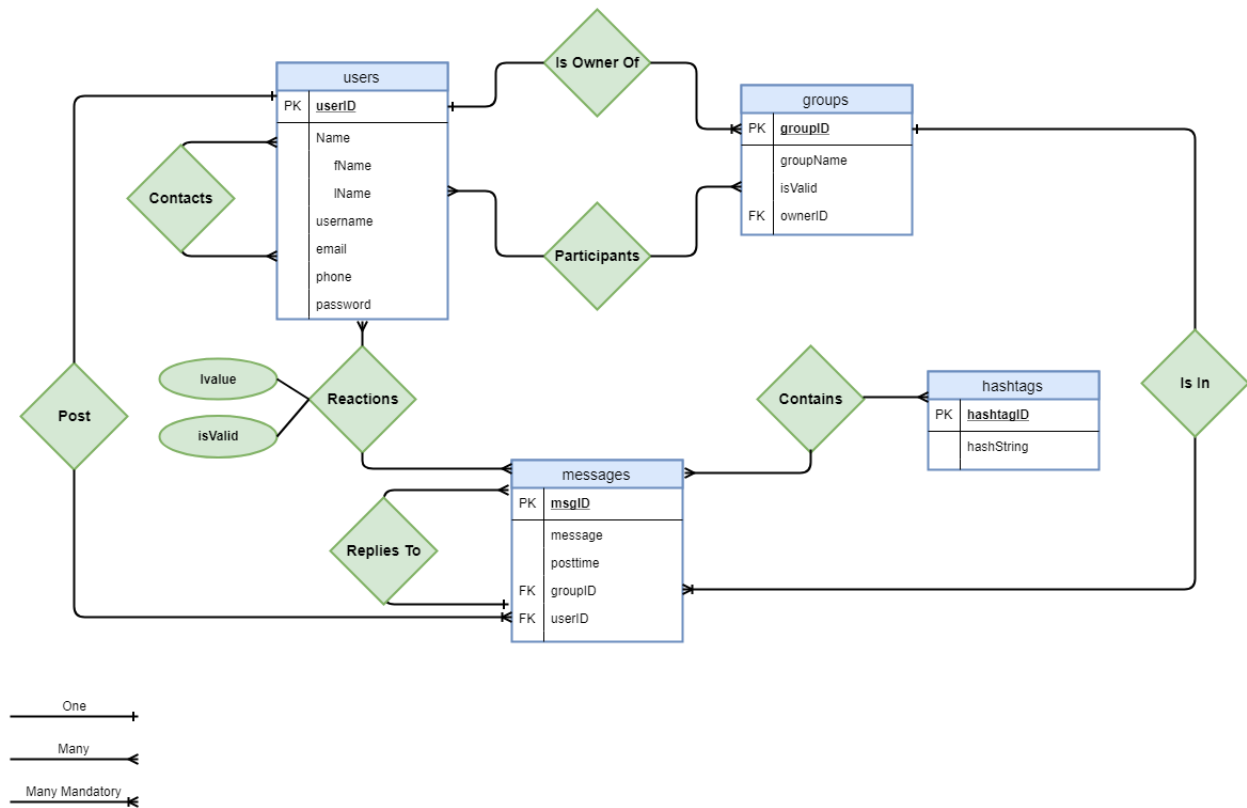 Is Owner Of
users
PK userID
Name
fName
lName
username
email
phone
password
groups
PK groupID
groupName
isValid
FK ownerID
Contacts
Participants
Is In
Post
Reactions
lvalue
isValid
Contains
hashtags
PK hashtagID
hashString
messages
PK msgID
message
posttime
FK groupID
FK userID
Replies To
One
Many
Many Mandatory